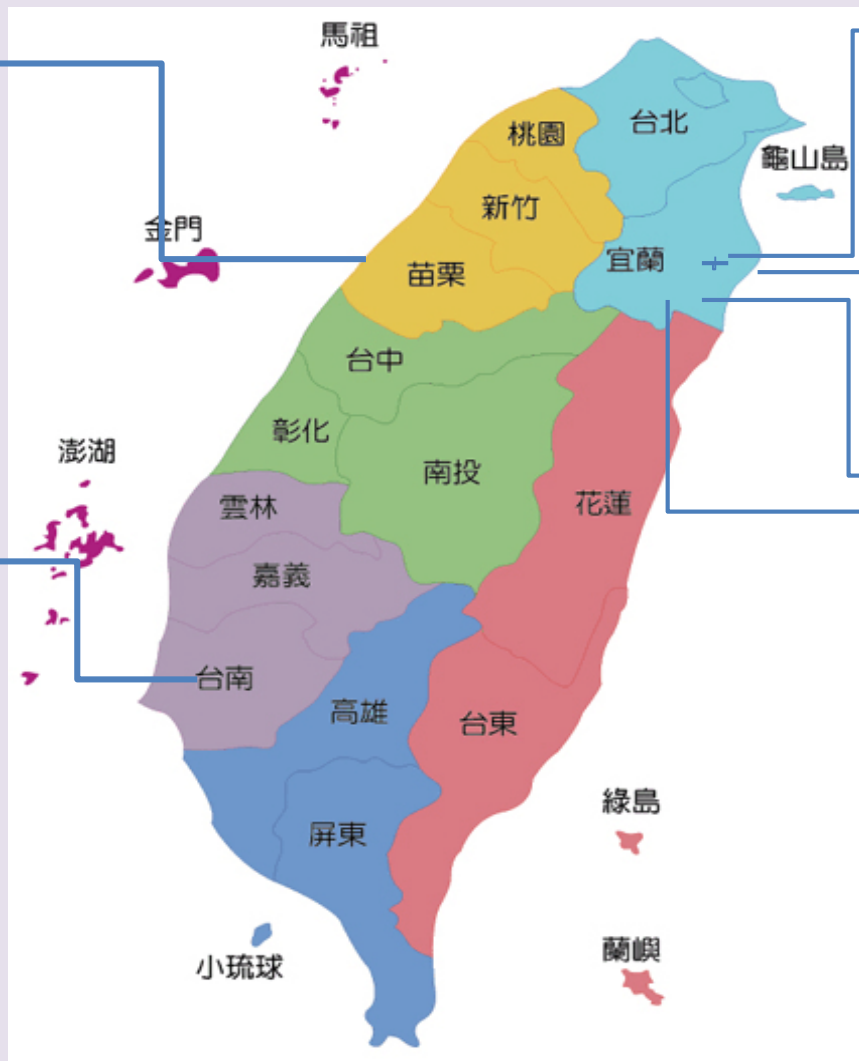 馬祖
台北
桃園
龜山島
新竹
金門
宜蘭
苗栗
台中
彰化
澎湖
南投
雲林
花蓮
嘉義
台南
高雄
台東
綠島
屏東
蘭嶼
小琉球